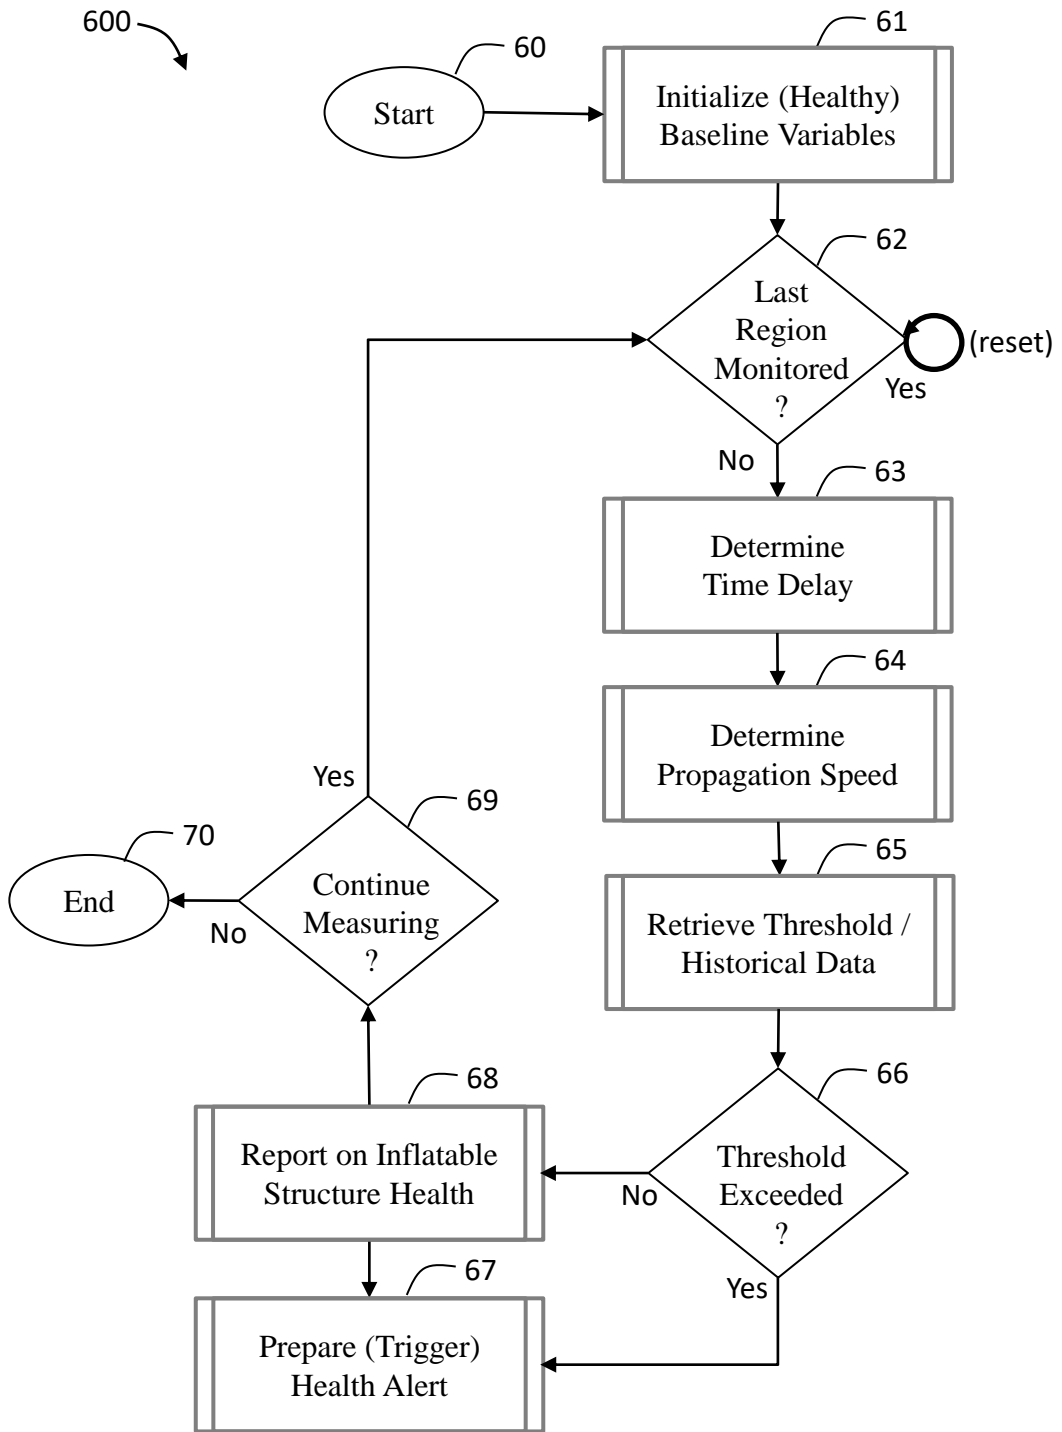 600
60
61
Start
Initialize (Healthy)
Baseline Variables
62
Last
Region
Monitored
?
(reset)
Yes
No
63
Determine
Time Delay
64
Determine
Propagation Speed
Yes
69
70
65
End
Continue
Measuring
?
No
Retrieve Threshold /
Historical Data
68
66
Report on Inflatable
Structure Health
Threshold
Exceeded
?
No
67
Yes
Prepare (Trigger)
Health Alert